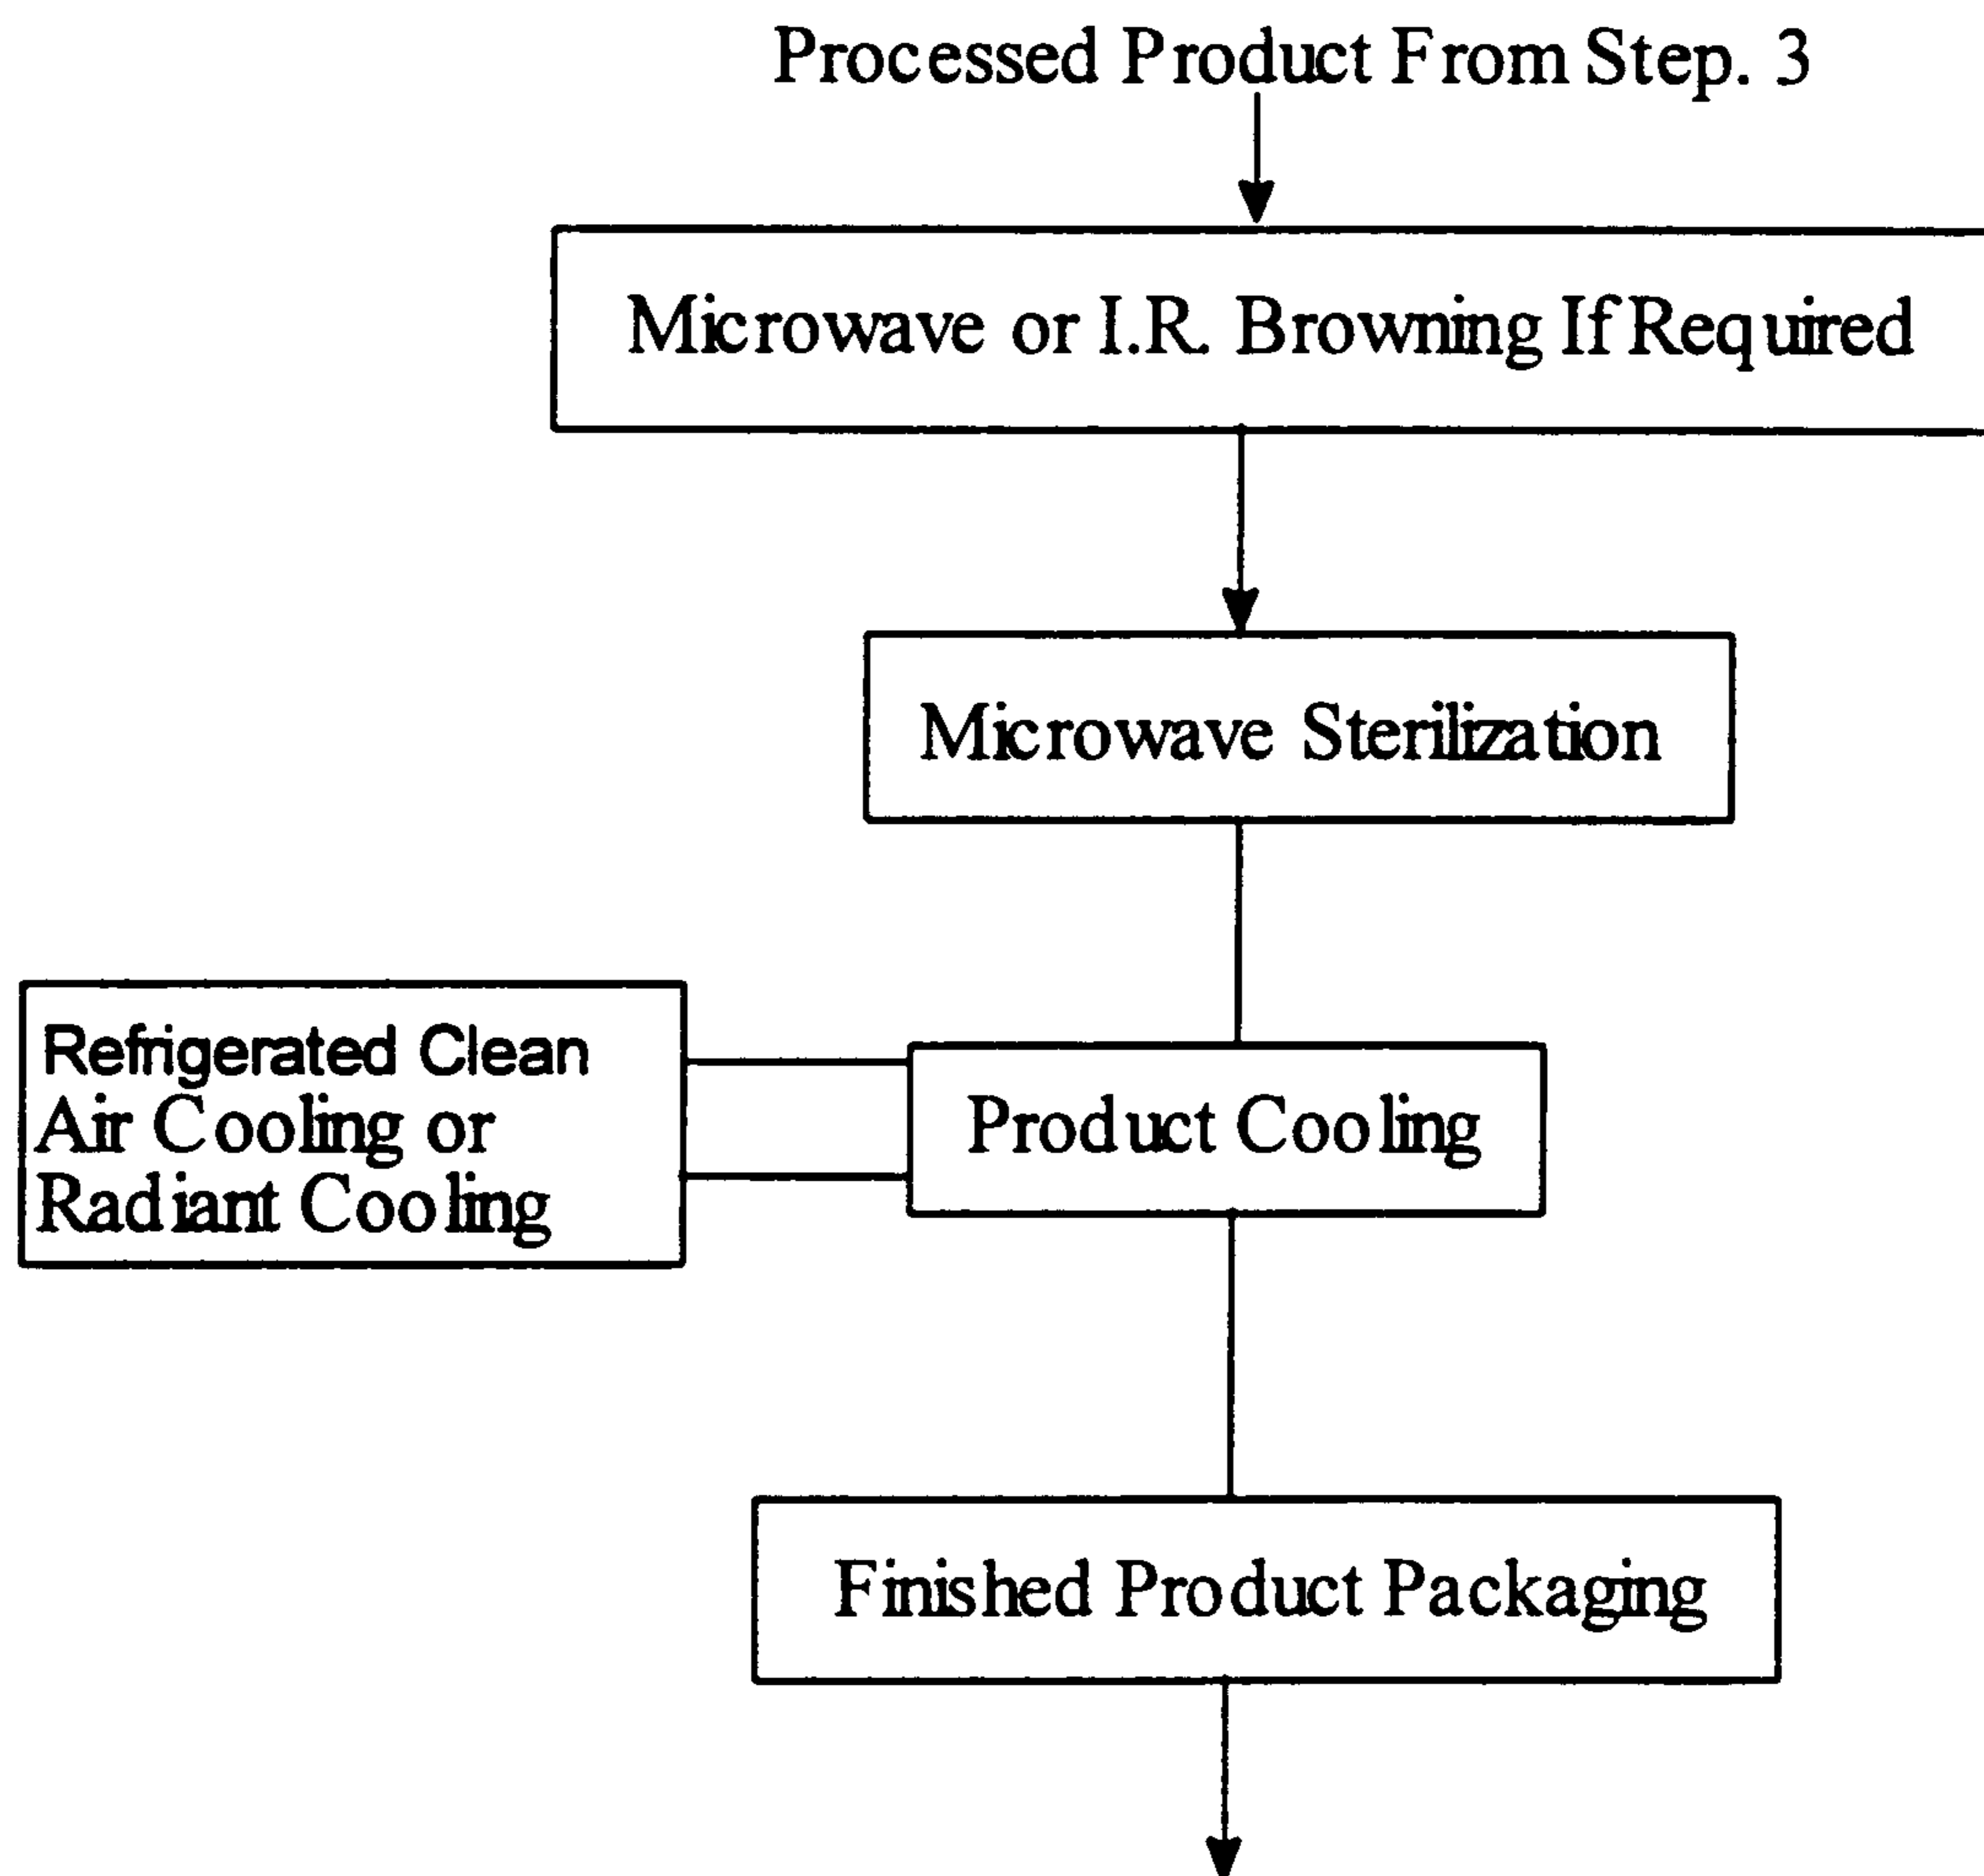 Processed Product From Step. 3
Microwave or I.R. Browning If Required
Microwave Sterilization
Refrigerated Clean
Air Cooling or
Radiant Cooling
Product Cooling
Finished Product Packaging